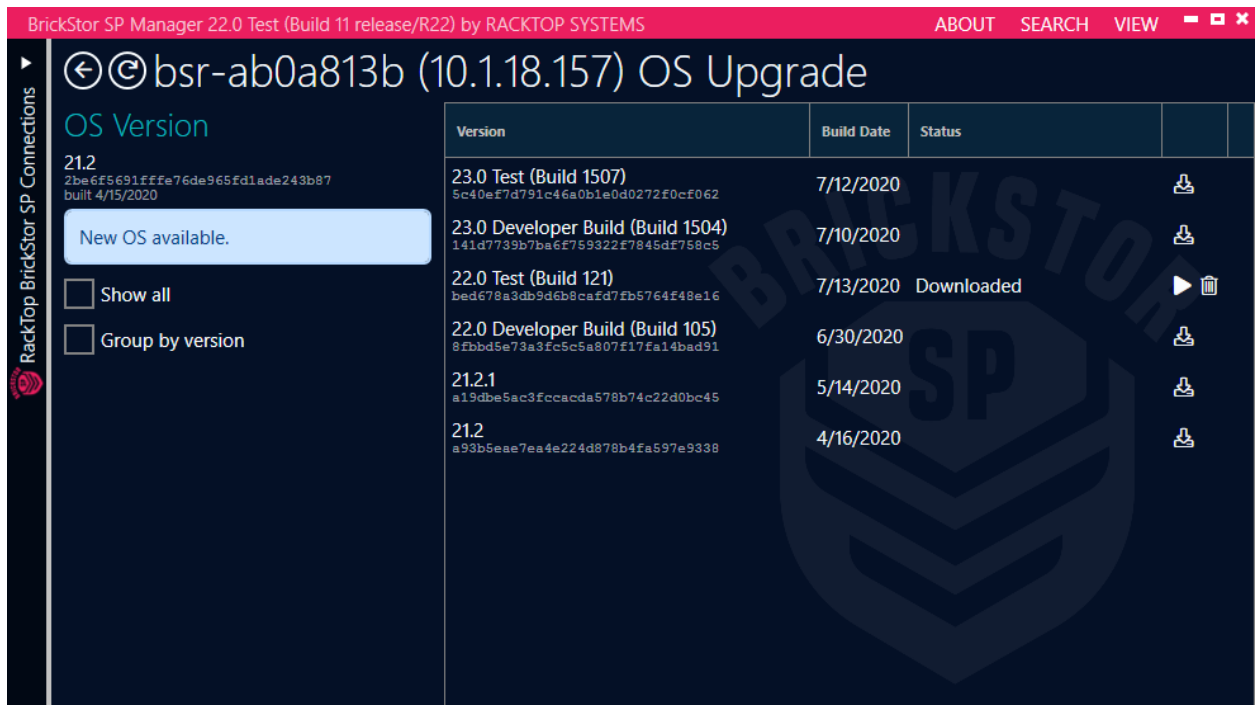 BrickStor SP Manager 22.0 Test (Build 11 release/R22) by RACKTOP SYSTEMS
ABOUT SEARCH VIEW
RackTop BrickStor SP Connections
bsr-ab0a813b (10.1.18.157) OS Upgrade
OS Version
21.2
2be6f5691fffe76de965fd1ade243b87
built 4/15/2020
New OS available.
Show all
Group by version
Version Build Date Status
23.0 Test (Build 1507)
5c40ef7d791c46a0b1e0d0272f0cf062
7/12/2020
23.0 Developer Build (Build 1504)
141d7739b7ba6f759322f7845df758c5
7/10/2020
22.0 Test (Build 121)
bed678a3db9d6b8cafd7fb5764f48e16
7/13/2020 Downloaded
22.0 Developer Build (Build 105)
8fbbd5e73a3fc5c5a807f17fa14bad91
6/30/2020
21.2.1
a19dbe5ac3fccacda578b74c22d0bc45
5/14/2020
21.2
a93b5eae7ea4e224d878b4fa597e9338
4/16/2020
BRICKSTOR
SP